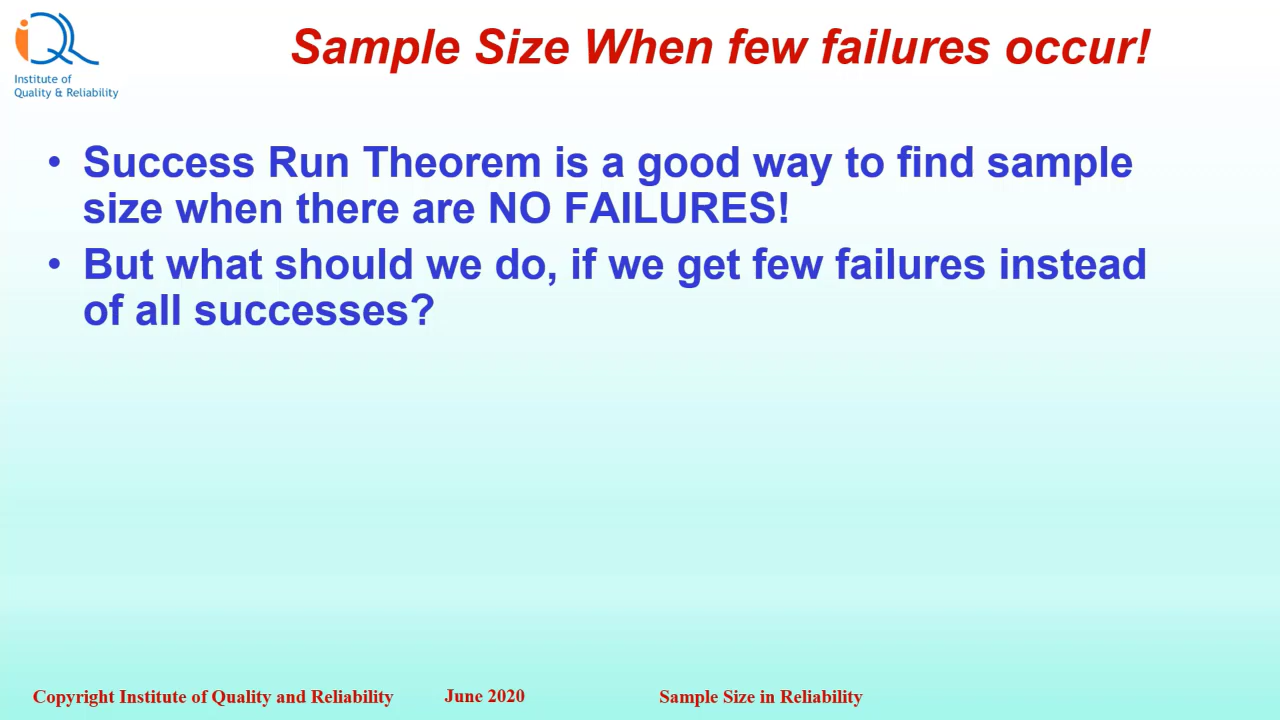 iQR
Institute of
Quality & Reliability
Sample Size When few failures occur!
• Success Run Theorem is a good way to find sample
size when there are NO FAILURES!
• But what should we do, if we get few failures instead
of all successes?
Copyright Institute of Quality and Reliability June 2020 Sample Size in Reliability